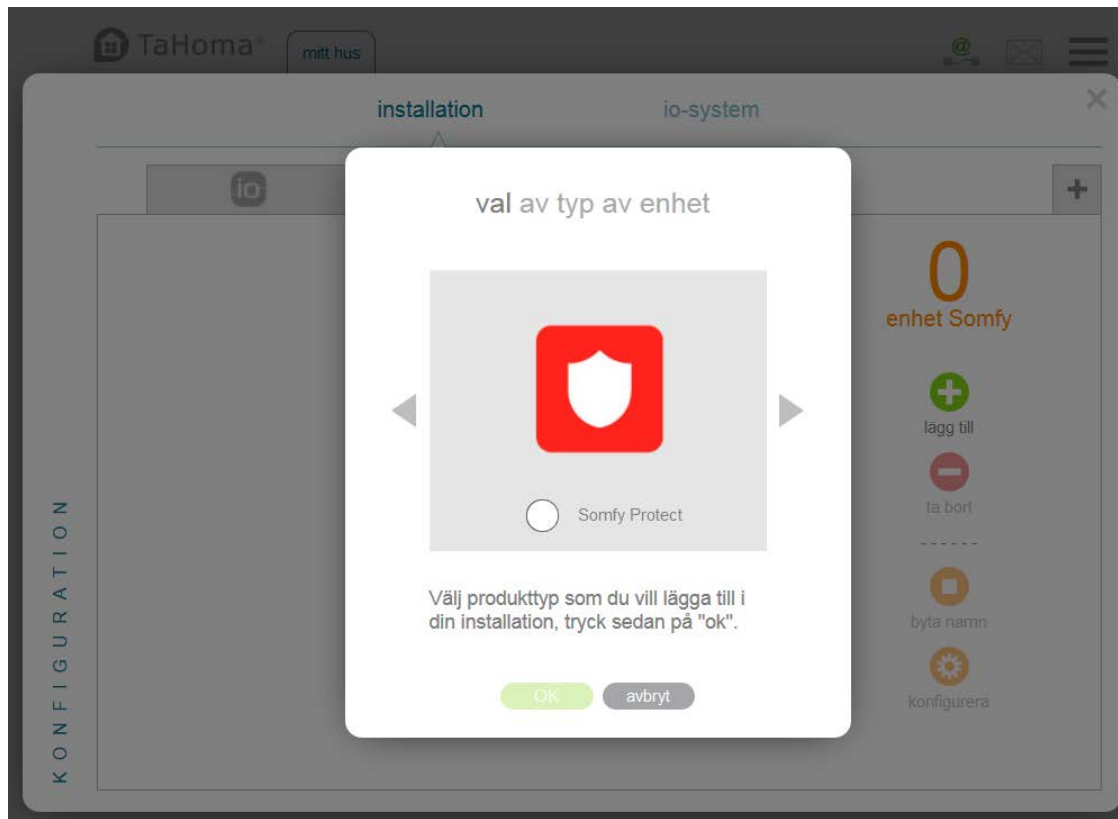 TaHoma®
mitt hus
@
installation
io-system
io
val av typ av enhet
Somfy Protect
Välj produkttyp som du vill lägga till i
din installation, tryck sedan på "ok".
OK
avbryt
0
enhet Somfy
lägg till
ta bort
byta namn
konfigurera
KONFIGURATION